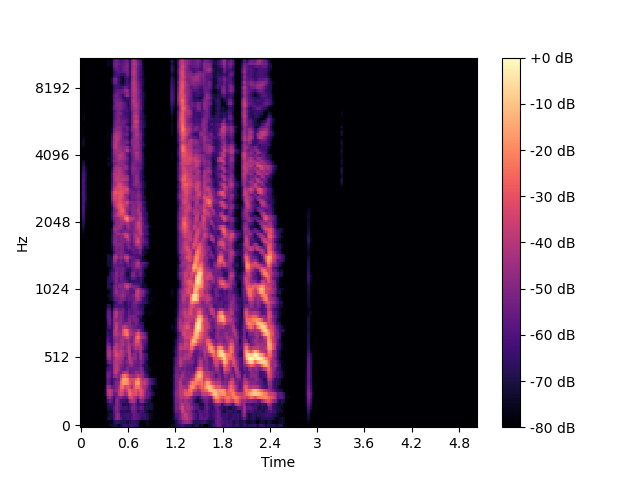 +0 dB
8192
-10 dB
4096
-20 dB
-30 dB
2048
-40 dB
Hz
-50 dB
1024
-60 dB
512
-70 dB
0
-80 dB
0 0.6 1.2 1.8 2.4 3 3.6 4.2 4.8
Time